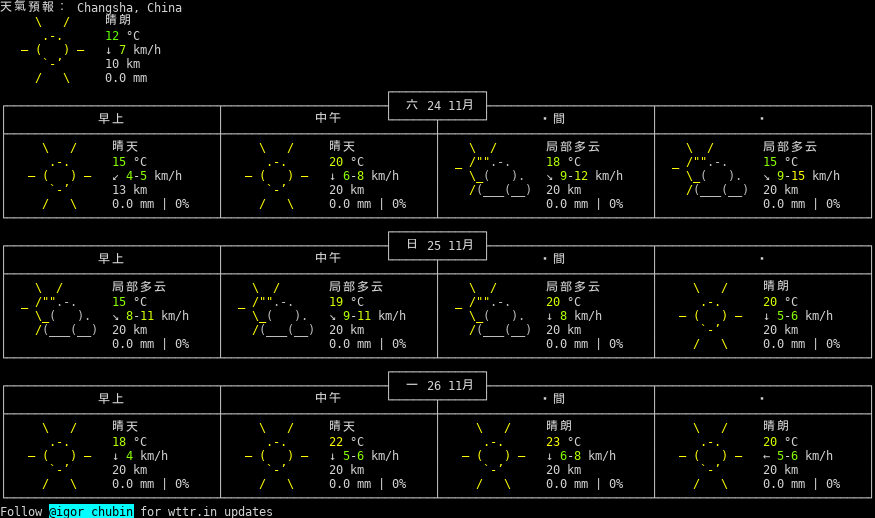 天氣預報： Changsha, China
晴朗
12 °C
↓ 7 km/h
10 km
0.0 mm
六 24 11月
早上 中午 ·間 ·
晴天 晴天 局部多云 局部多云
15 °C 20 °C 18 °C 15 °C
↙ 4-5 km/h ↓ 6-8 km/h ↘ 9-12 km/h ↘ 9-15 km/h
13 km 20 km 20 km 20 km
0.0 mm | 0% 0.0 mm | 0% 0.0 mm | 0% 0.0 mm | 0%
日 25 11月
早上 中午 ·間 ·
局部多云 局部多云 局部多云 晴朗
15 °C 19 °C 20 °C 20 °C
↘ 8-11 km/h ↘ 9-11 km/h ↓ 8 km/h ↓ 5-6 km/h
20 km 20 km 20 km 20 km
0.0 mm | 0% 0.0 mm | 0% 0.0 mm | 0% 0.0 mm | 0%
一 26 11月
早上 中午 ·間 ·
晴天 晴天 晴朗 晴朗
18 °C 22 °C 23 °C 20 °C
↓ 4 km/h ↓ 5-6 km/h ↓ 6-8 km/h ← 5-6 km/h
20 km 20 km 20 km 20 km
0.0 mm | 0% 0.0 mm | 0% 0.0 mm | 0% 0.0 mm | 0%
Follow @igor_chubin for wttr.in updates